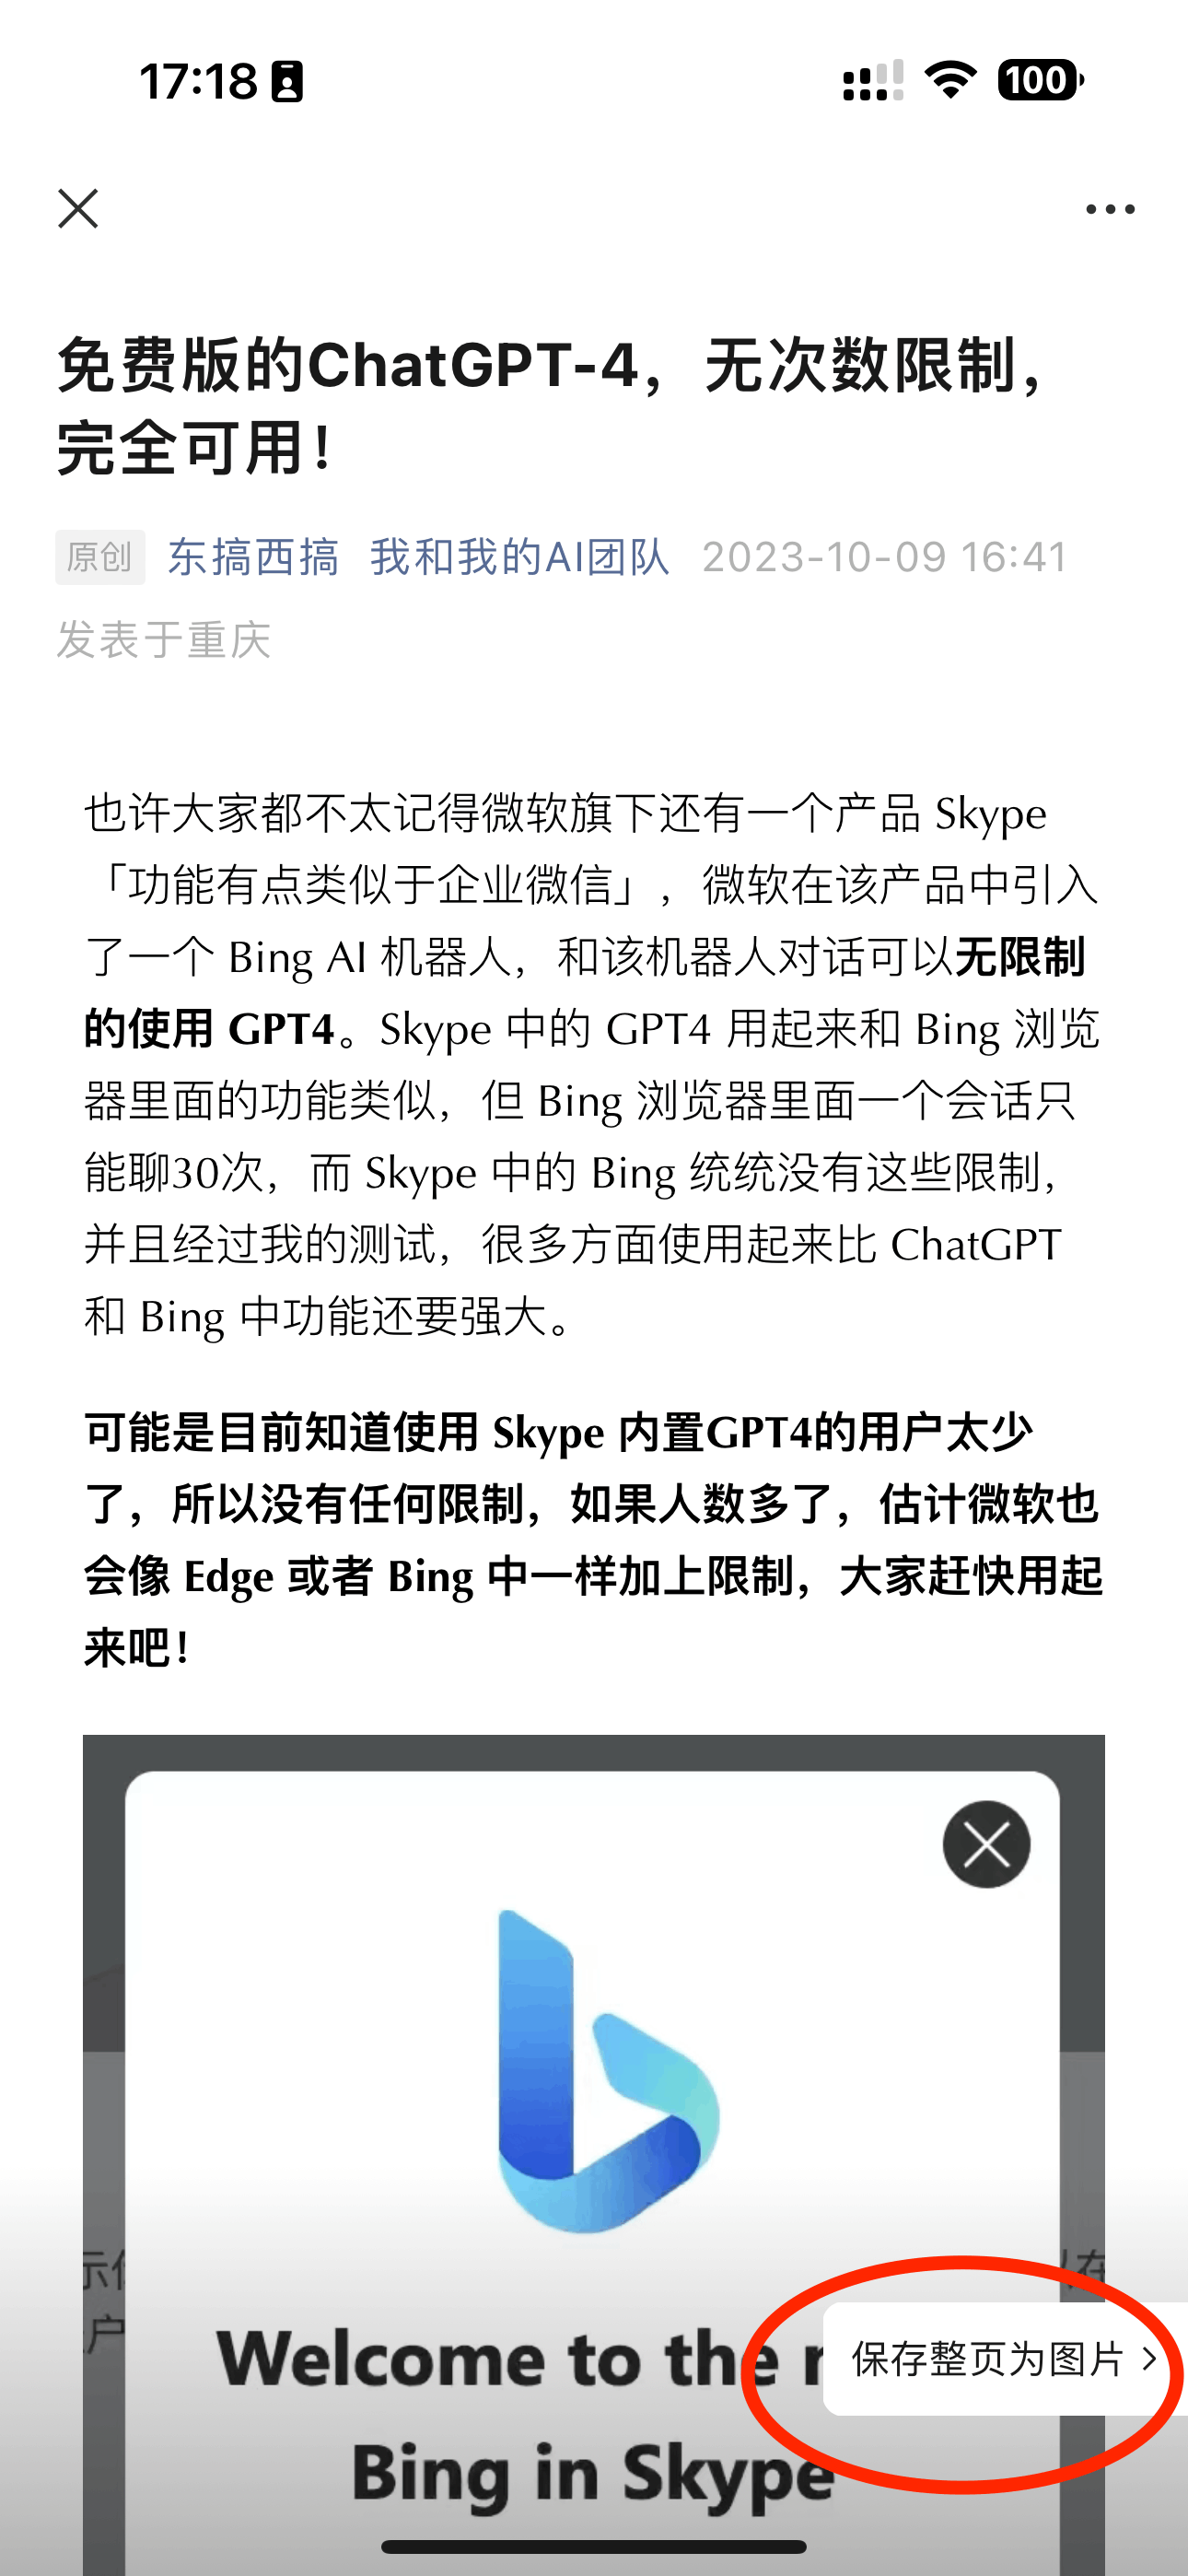 17:18
100
免费版的ChatGPT-4，无次数限制，
完全可用！
原创 东搞西搞 我和我的AI团队 2023-10-09 16:41
发表于重庆
也许大家都不太记得微软旗下还有一个产品 Skype
「功能有点类似于企业微信」，微软在该产品中引入
了一个 Bing AI 机器人，和该机器人对话可以无限制
的使用 GPT4。Skype 中的 GPT4 用起来和 Bing 浏览
器里面的功能类似，但 Bing 浏览器里面一个会话只
能聊30次，而 Skype 中的 Bing 统统没有这些限制，
并且经过我的测试，很多方面使用起来比 ChatGPT
和 Bing 中功能还要强大。
可能是目前知道使用 Skype 内置GPT4的用户太少
了，所以没有任何限制，如果人数多了，估计微软也
会像 Edge 或者 Bing 中一样加上限制，大家赶快用起
来吧！
示
在
户
Welcome to the
保存整页为图片
Bing in Skype